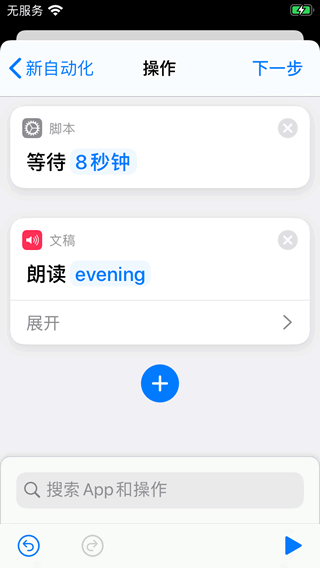 无服务
新自动化 操作 下一步
脚本
等待 8秒钟
文稿
朗读 evening
展开
搜索App和操作